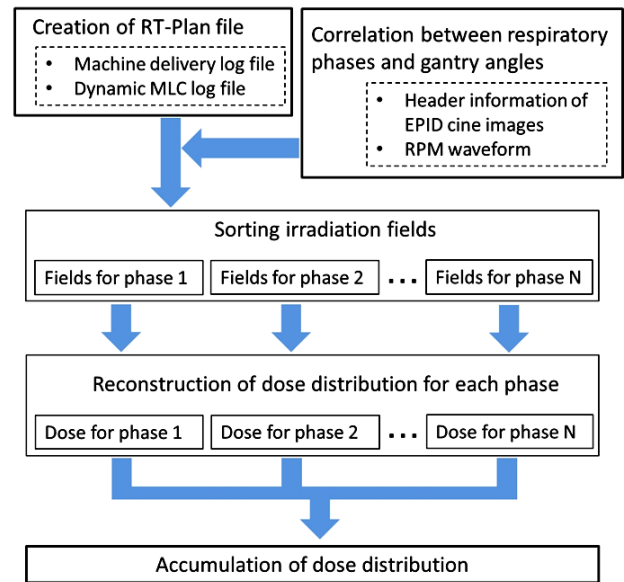 Creation of RT-Plan file
• Machine delivery log file
• Dynamic MLC log file
Correlation between respiratory
phases and gantry angles
• Header information of
EPID cine images
• RPM waveform
Sorting irradiation fields
Fields for phase 1 Fields for phase 2 ... Fields for phase N
Reconstruction of dose distribution for each phase
Dose for phase 1 Dose for phase 2 ... Dose for phase N
Accumulation of dose distribution